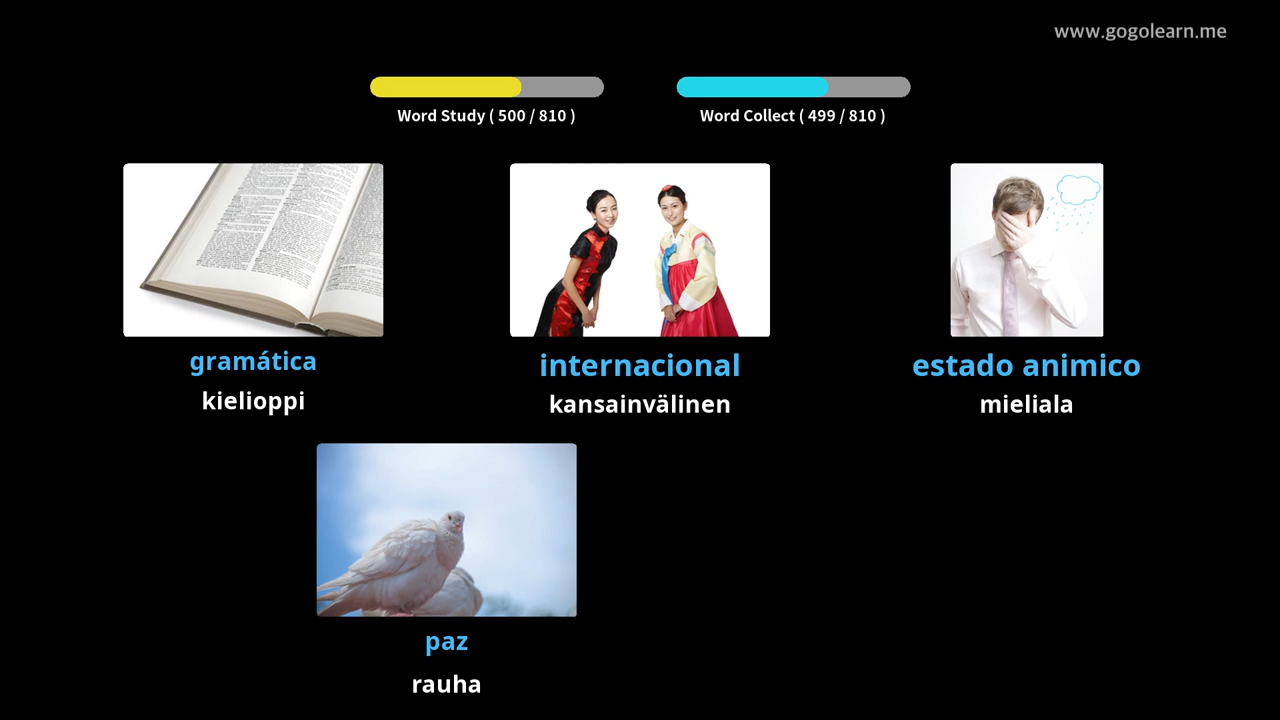 www.gogolearn.me
Word Study ( 500 / 810 )
Word Collect ( 499 / 810 )
gramática
kielioppi
internacional
kansainvälinen
estado animico
mieliala
paz
rauha